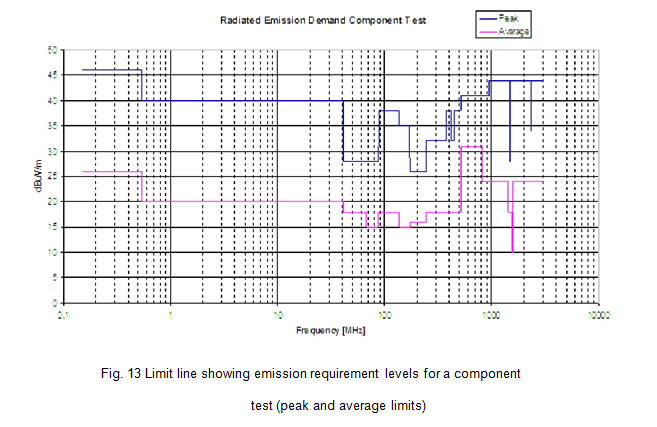 Radiated Emission Demand Component Test
Peak
Average
50
45
40
35
30
25
20
15
10
5
0
dBuV/m
0.1
1
10
100
1000
10000
Frequency [MHz]
Fig. 13 Limit line showing emission requirement levels for a component
test (peak and average limits)